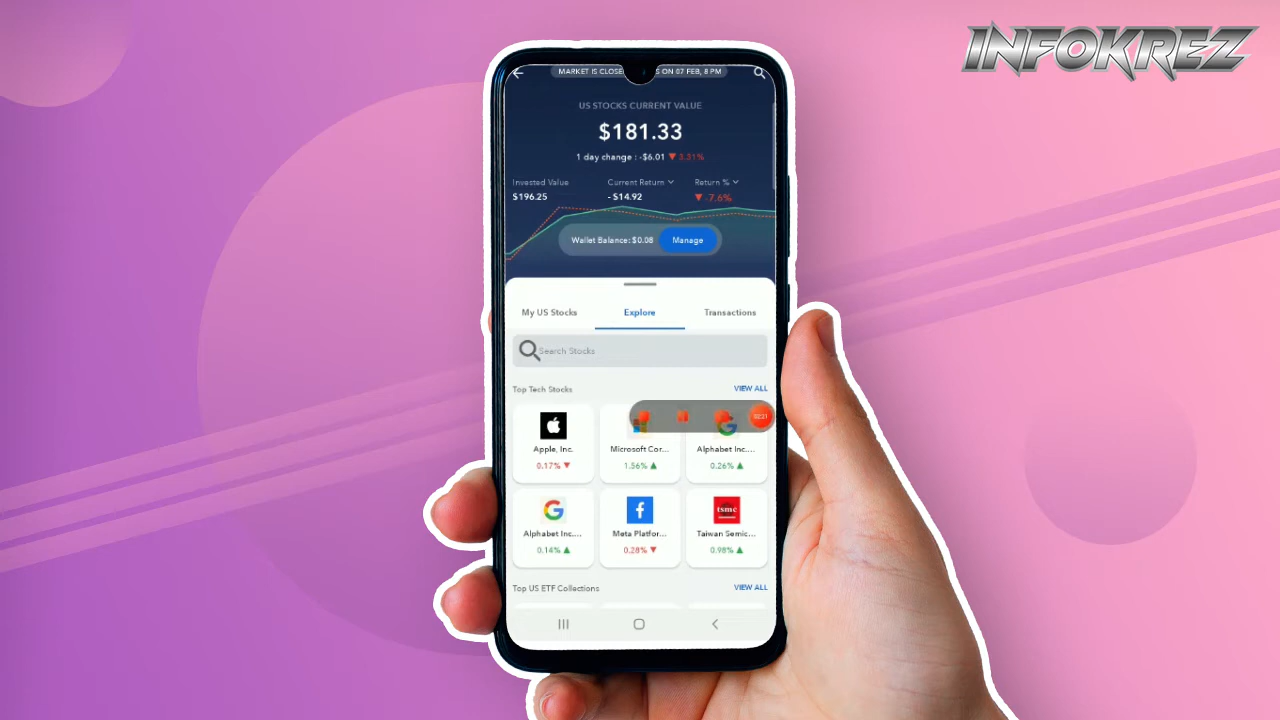 INFOKREZ
MARKET IS CLOSE S ON 07 FEB, 8 PM
US STOCKS CURRENT VALUE
$181.33
1 day change : -$6.01 ▼ 3.31%
Invested Value Current Return Return %
$196.25 - $14.92 ▼ -7.6%
Wallet Balance: $0.08 Manage
My US Stocks Explore Transactions
Search Stocks
Top Tech Stocks VIEW ALL
Apple, Inc. Microsoft Cor... Alphabet Inc....
0.17% ▼ 1.56% ▲ 0.26% ▲
tsmc
Alphabet Inc.... Meta Platfor... Taiwan Semic...
0.14% ▲ 0.28% ▼ 0.98% ▲
Top US ETF Collections VIEW ALL